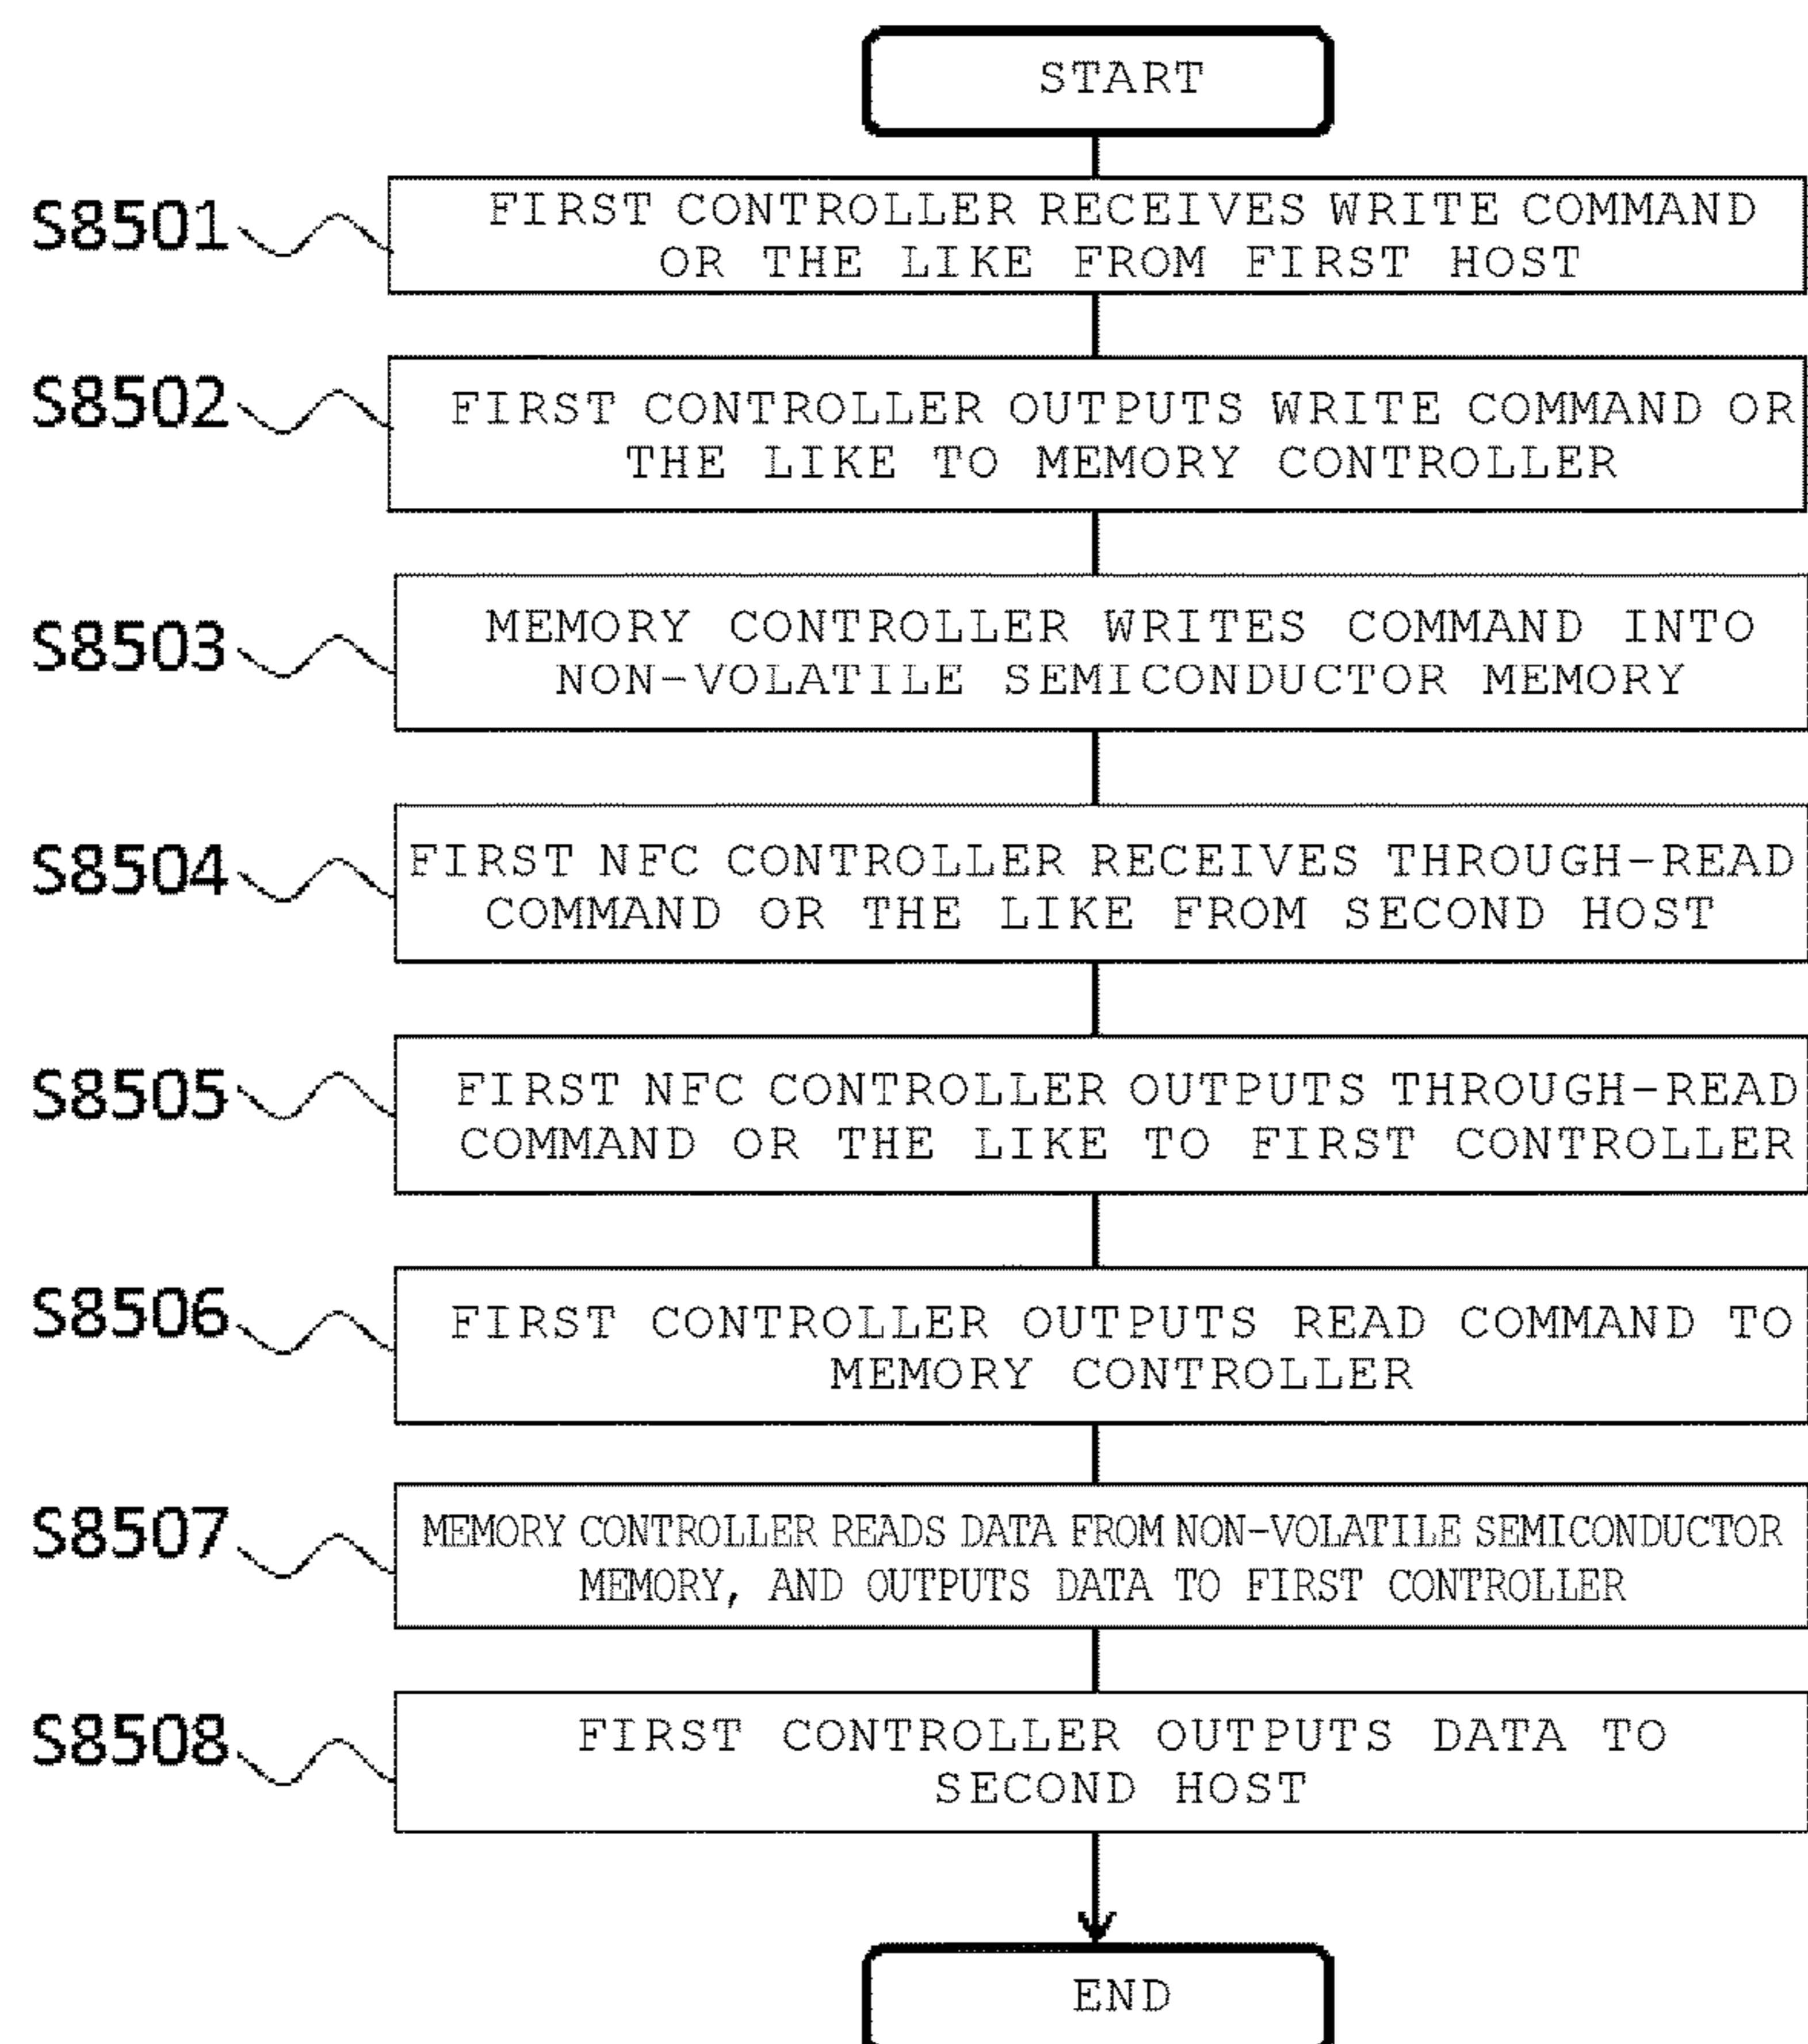 START
S8501
FIRST CONTROLLER RECEIVES WRITE COMMAND
OR THE LIKE FROM FIRST HOST
S8502
FIRST CONTROLLER OUTPUTS WRITE COMMAND OR
THE LIKE TO MEMORY CONTROLLER
S8503
MEMORY CONTROLLER WRITES COMMAND INTO
NON-VOLATILE SEMICONDUCTOR MEMORY
S8504
FIRST NFC CONTROLLER RECEIVES THROUGH-READ
COMMAND OR THE LIKE FROM SECOND HOST
S8505
FIRST NFC CONTROLLER OUTPUTS THROUGH-READ
COMMAND OR THE LIKE TO FIRST CONTROLLER
S8506
FIRST CONTROLLER OUTPUTS READ COMMAND TO
MEMORY CONTROLLER
S8507
MEMORY CONTROLLER READS DATA FROM NON-VOLATILE SEMICONDUCTOR
MEMORY, AND OUTPUTS DATA TO FIRST CONTROLLER
S8508
FIRST CONTROLLER OUTPUTS DATA TO
SECOND HOST
END